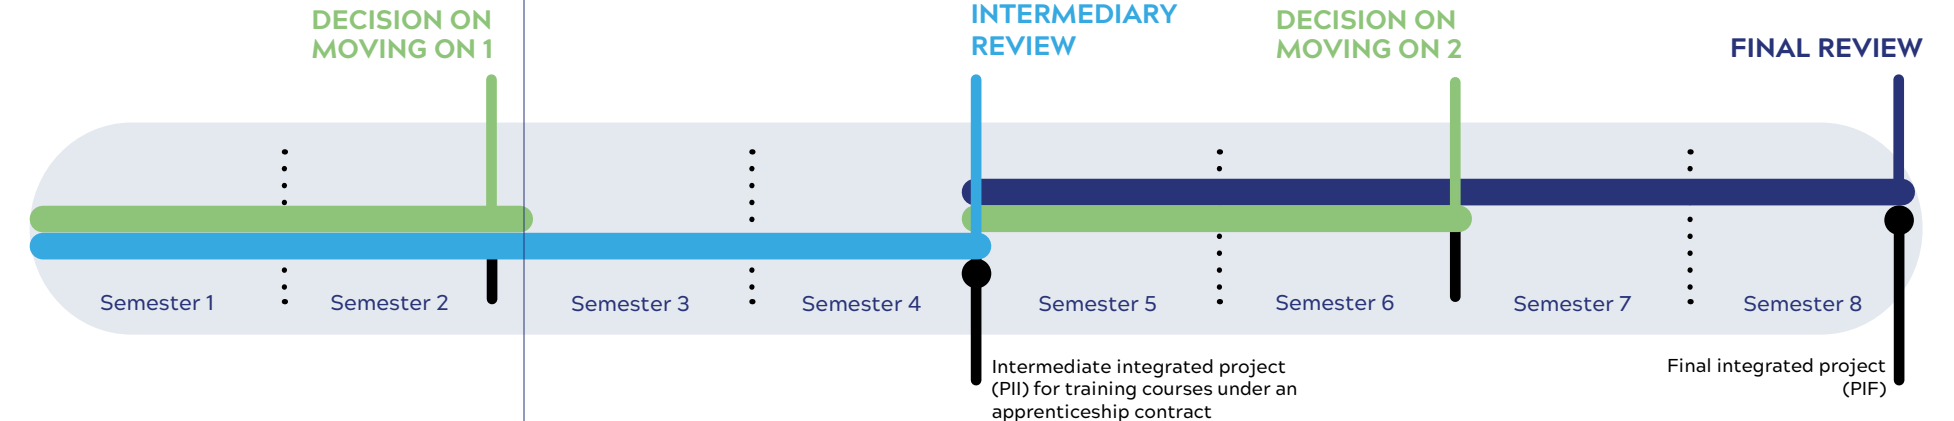 DECISION ON
MOVING ON 1
INTERMEDIARY
REVIEW
DECISION ON
MOVING ON 2
FINAL REVIEW
Semester 1
Semester 2
Semester 3
Semester 4
Semester 5
Semester 6
Semester 7
Semester 8
Intermediate integrated project
(PII) for training courses under an
apprenticeship contract
Final integrated project
(PIF)